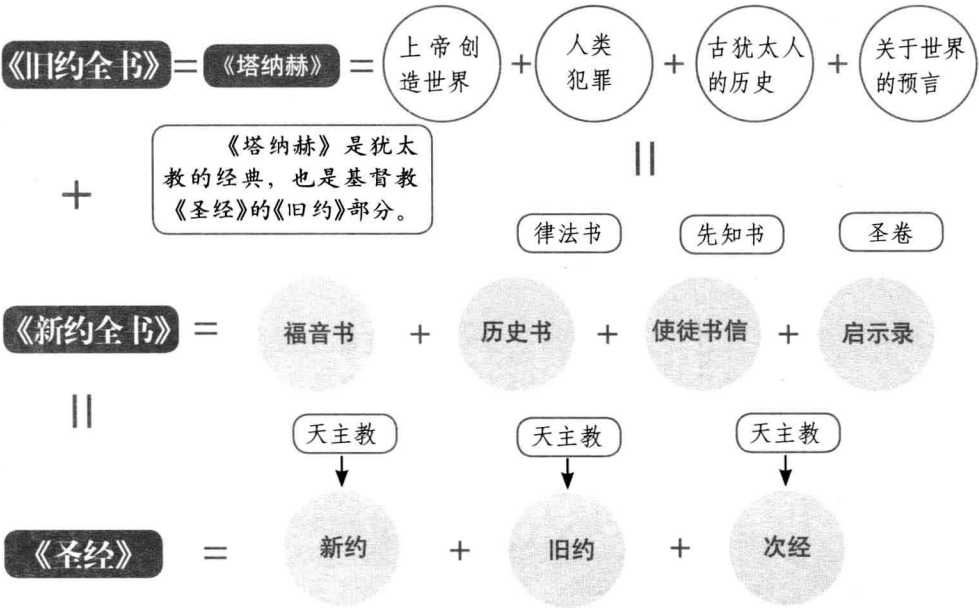 《旧约全书》 = 《塔纳赫》 = 上帝创 + 人类 + 古犹太人 + 关于世界
造世界 犯罪 的历史 的预言
+
《塔纳赫》是犹太
教的经典，也是基督教
《圣经》的《旧约》部分。
=
律法书 先知书 圣卷
《新约全书》 = 福音书 + 历史书 + 使徒书信 + 启示录
=
天主教 天主教 天主教
《圣经》 = 新约 + 旧约 + 次经